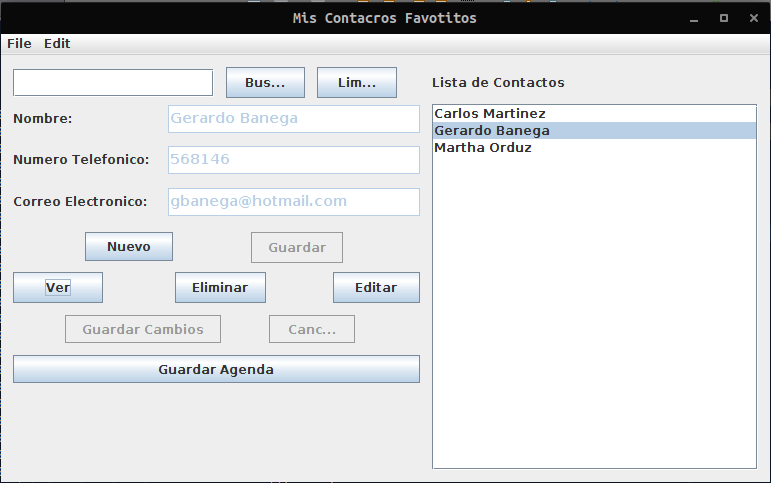 Mis Contacros Favotitos
File Edit
Bus... Lim... Lista de Contactos
Nombre: Gerardo Banega
Numero Telefonico: 568146
Correo Electronico: gbanega@hotmail.com
Nuevo Guardar
Ver Eliminar Editar
Guardar Cambios Canc...
Guardar Agenda
Carlos Martinez
Gerardo Banega
Martha Orduz